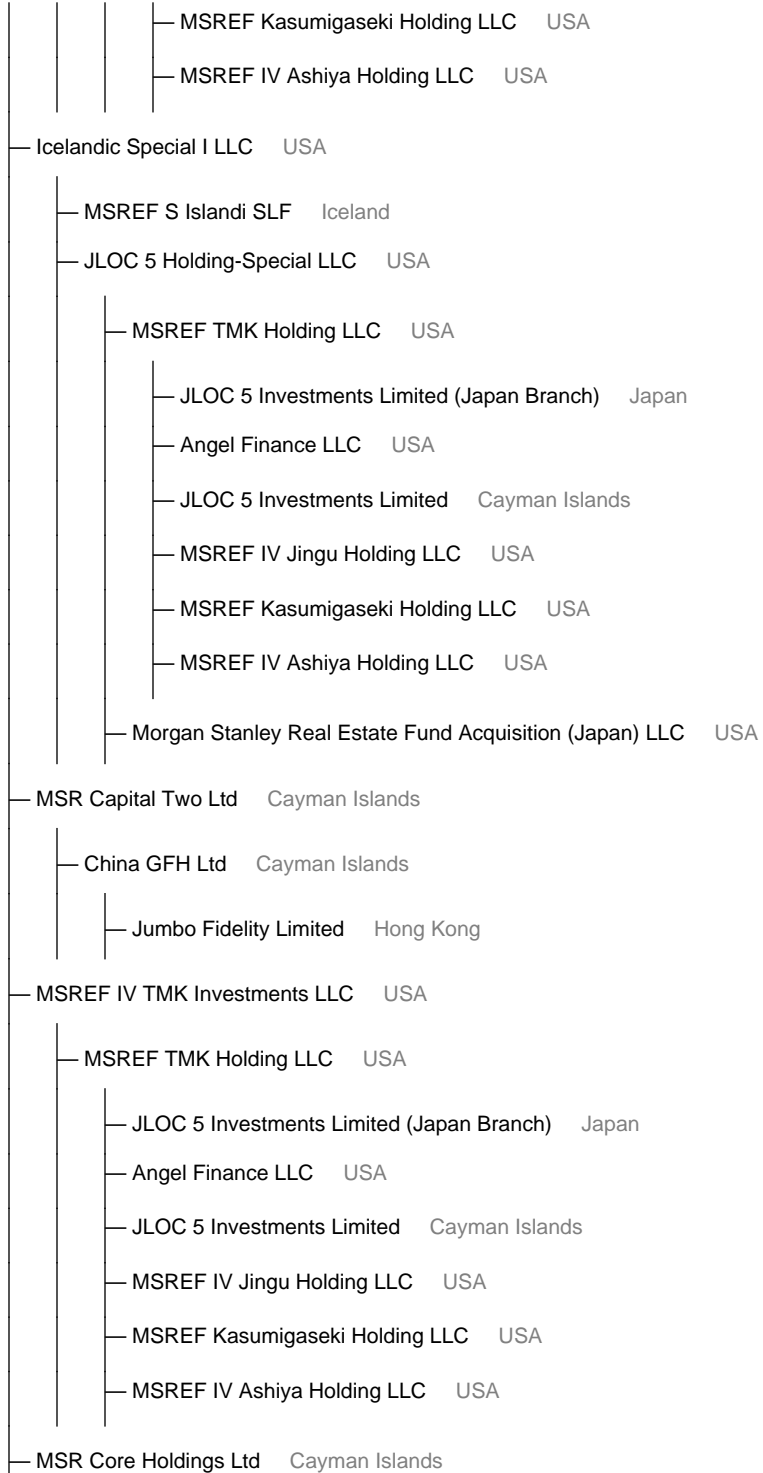 MSREF Kasumigaseki Holding LLC USA
MSREF IV Ashiya Holding LLC USA
Icelandic Special I LLC USA
MSREF S Islandi SLF Iceland
JLOC 5 Holding-Special LLC USA
MSREF TMK Holding LLC USA
JLOC 5 Investments Limited (Japan Branch) Japan
Angel Finance LLC USA
JLOC 5 Investments Limited Cayman Islands
MSREF IV Jingu Holding LLC USA
MSREF Kasumigaseki Holding LLC USA
MSREF IV Ashiya Holding LLC USA
Morgan Stanley Real Estate Fund Acquisition (Japan) LLC USA
MSR Capital Two Ltd Cayman Islands
China GFH Ltd Cayman Islands
Jumbo Fidelity Limited Hong Kong
MSREF IV TMK Investments LLC USA
MSREF TMK Holding LLC USA
JLOC 5 Investments Limited (Japan Branch) Japan
Angel Finance LLC USA
JLOC 5 Investments Limited Cayman Islands
MSREF IV Jingu Holding LLC USA
MSREF Kasumigaseki Holding LLC USA
MSREF IV Ashiya Holding LLC USA
MSR Core Holdings Ltd Cayman Islands